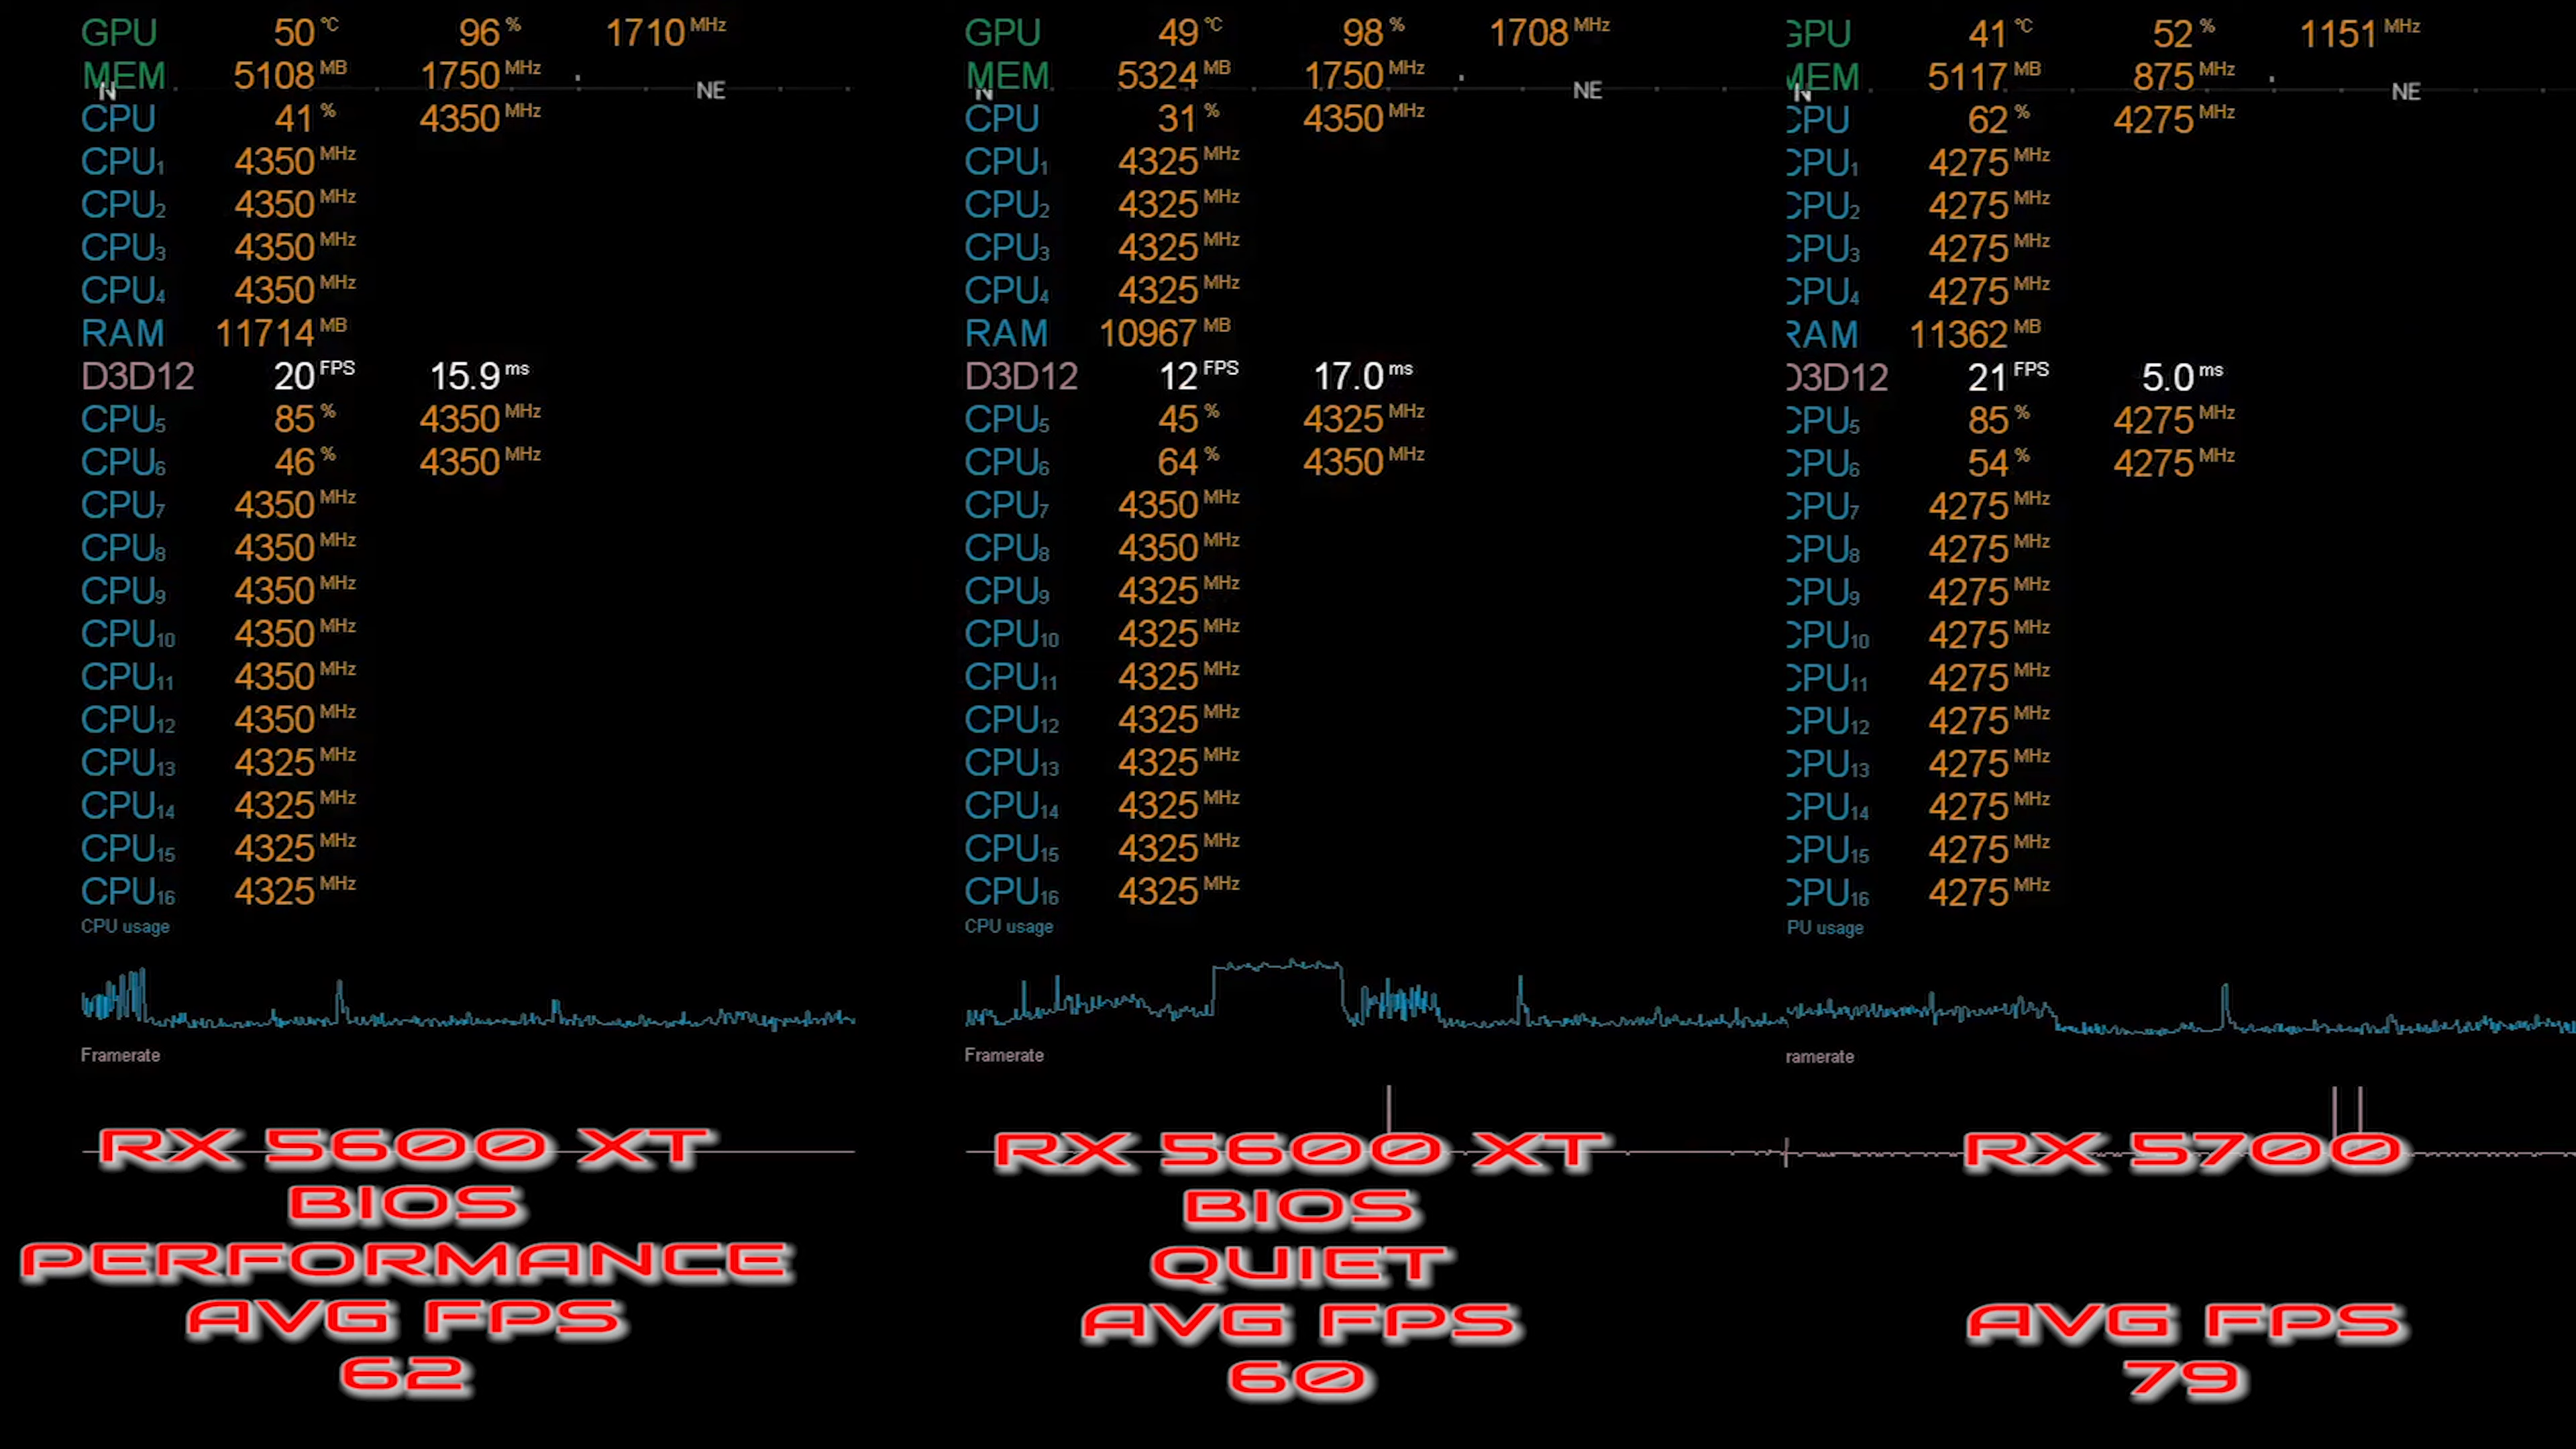 GPU 50 °C 96 % 1710 MHz
MEM 5108 MB 1750 MHz
N NE
CPU 41 % 4350 MHz
CPU1 4350 MHz
CPU2 4350 MHz
CPU3 4350 MHz
CPU4 4350 MHz
RAM 11714 MB
D3D12 20 FPS 15.9 ms
CPU5 85 % 4350 MHz
CPU6 46 % 4350 MHz
CPU7 4350 MHz
CPU8 4350 MHz
CPU9 4350 MHz
CPU10 4350 MHz
CPU11 4350 MHz
CPU12 4350 MHz
CPU13 4325 MHz
CPU14 4325 MHz
CPU15 4325 MHz
CPU16 4325 MHz
CPU usage
Framerate
RX 5600 XT
BIOS
PERFORMANCE
AVG FPS
62
GPU 49 °C 98 % 1708 MHz
MEM 5324 MB 1750 MHz
N NE
CPU 31 % 4350 MHz
CPU1 4325 MHz
CPU2 4325 MHz
CPU3 4325 MHz
CPU4 4325 MHz
RAM 10967 MB
D3D12 12 FPS 17.0 ms
CPU5 45 % 4325 MHz
CPU6 64 % 4350 MHz
CPU7 4350 MHz
CPU8 4350 MHz
CPU9 4325 MHz
CPU10 4325 MHz
CPU11 4325 MHz
CPU12 4325 MHz
CPU13 4325 MHz
CPU14 4325 MHz
CPU15 4325 MHz
CPU16 4325 MHz
CPU usage
Framerate
RX 5600 XT
BIOS
QUIET
AVG FPS
60
GPU 41 °C 52 % 1151 MHz
MEM 5117 MB 875 MHz
N NE
CPU 62 % 4275 MHz
CPU1 4275 MHz
CPU2 4275 MHz
CPU3 4275 MHz
CPU4 4275 MHz
RAM 11362 MB
D3D12 21 FPS 5.0 ms
CPU5 85 % 4275 MHz
CPU6 54 % 4275 MHz
CPU7 4275 MHz
CPU8 4275 MHz
CPU9 4275 MHz
CPU10 4275 MHz
CPU11 4275 MHz
CPU12 4275 MHz
CPU13 4275 MHz
CPU14 4275 MHz
CPU15 4275 MHz
CPU16 4275 MHz
PU usage
ramerate
RX 5700
AVG FPS
79